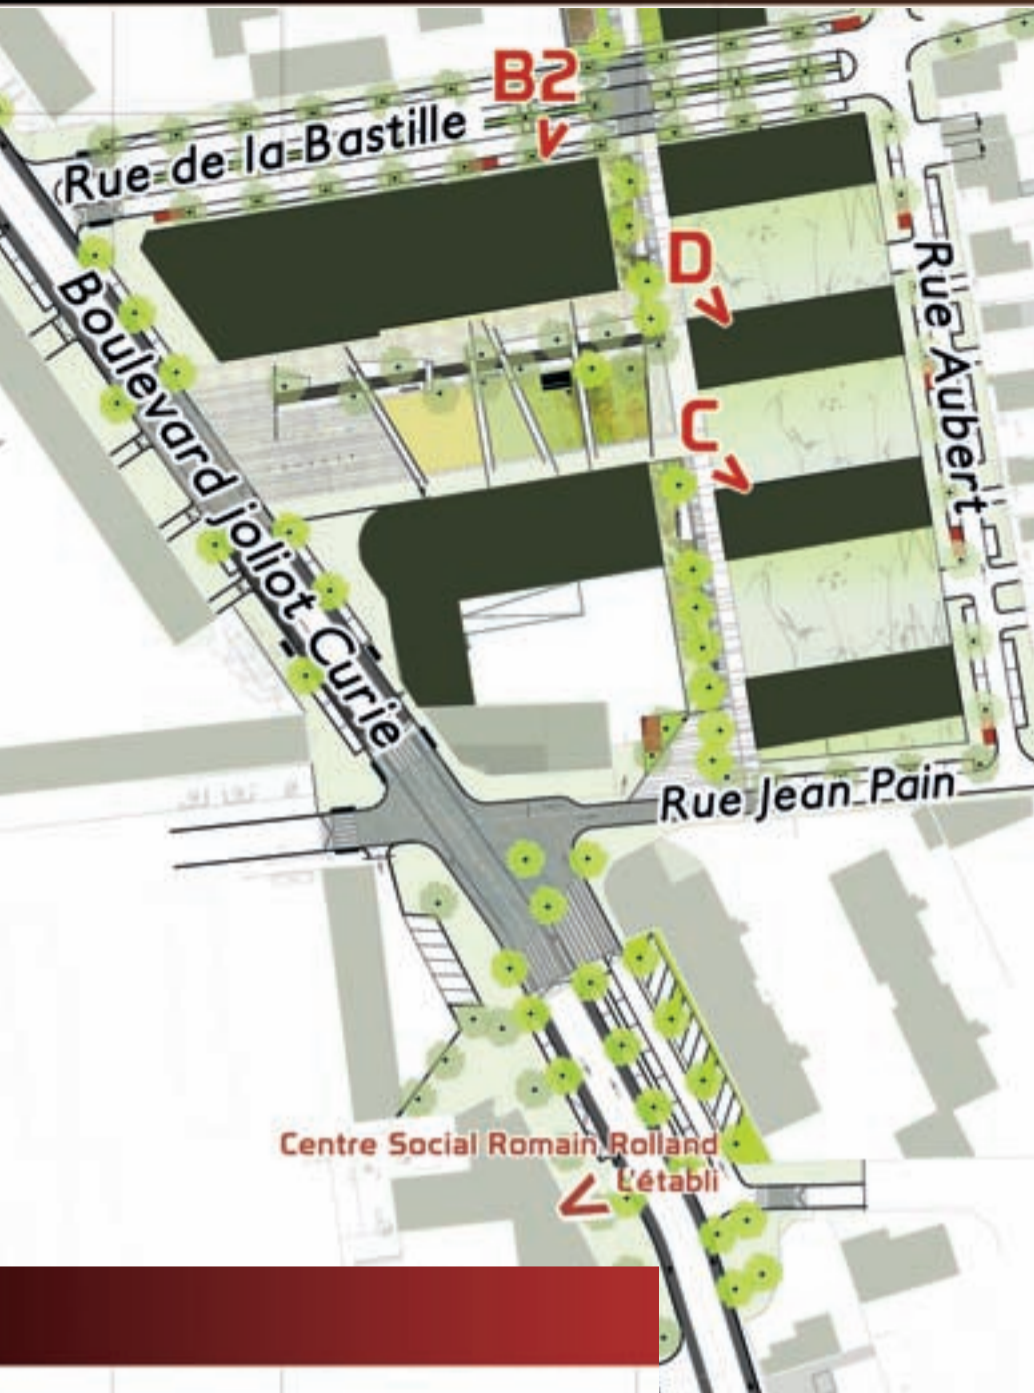 B2
Rue de la Bastille
D
Rue Aubert
Boulevard joliot Curie
C
Rue Jean Pain
Centre Social Romain Rolland
L'établi